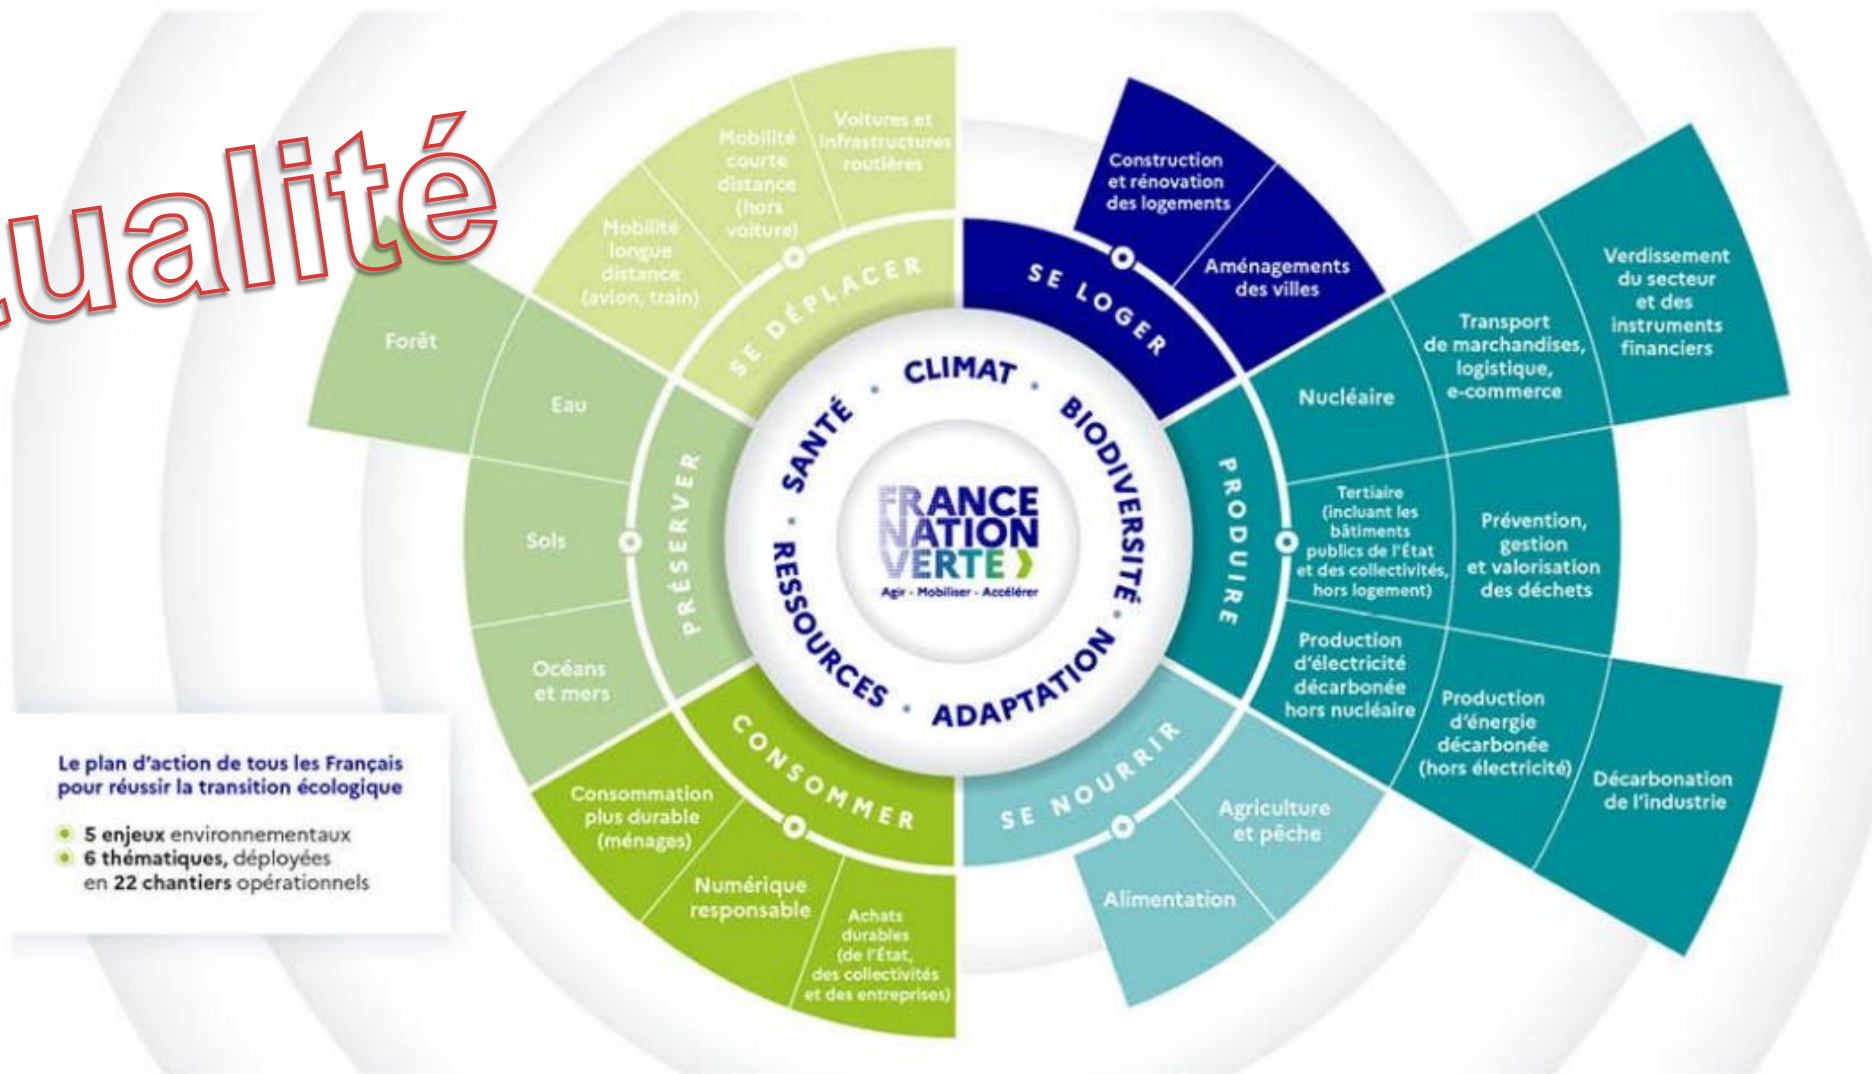 ualité
Voitures et
infrastructures
routières
Mobilité
courte
distance
(hors
voiture)
Mobilité
longue
distance
(avion, train)
SE DÉPLACER
Construction
et rénovation
des logements
Aménagements
des villes
SE LOGER
Verdissement
du secteur
et des
instruments
financiers
Transport
de marchandises,
logistique,
e-commerce
Nucléaire
Tertiaire
(incluant les
bâtiments
publics de l'État
et des collectivités,
hors logement)
Prévention,
gestion
et valorisation
des déchets
Production
d'électricité
décarbonée
hors nucléaire
Production
d'énergie
décarbonée
(hors électricité)
Décarbonation
de l'industrie
PRODUIRE
Agriculture
et pêche
Alimentation
SE NOURRIR
Consommation
plus durable
(ménages)
Numérique
responsable
Achats
durables
(de l'État,
des collectivités
et des entreprises)
CONSOMMER
Forêt
Eau
Sols
Océans
et mers
PRÉSERVER
CLIMAT · BIODIVERSITÉ · ADAPTATION · RESSOURCES · SANTÉ ·
FRANCE
NATION
VERTE
Agir - Mobiliser - Accélérer
Le plan d'action de tous les Français
pour réussir la transition écologique
5 enjeux environnementaux
6 thématiques, déployées
en 22 chantiers opérationnels